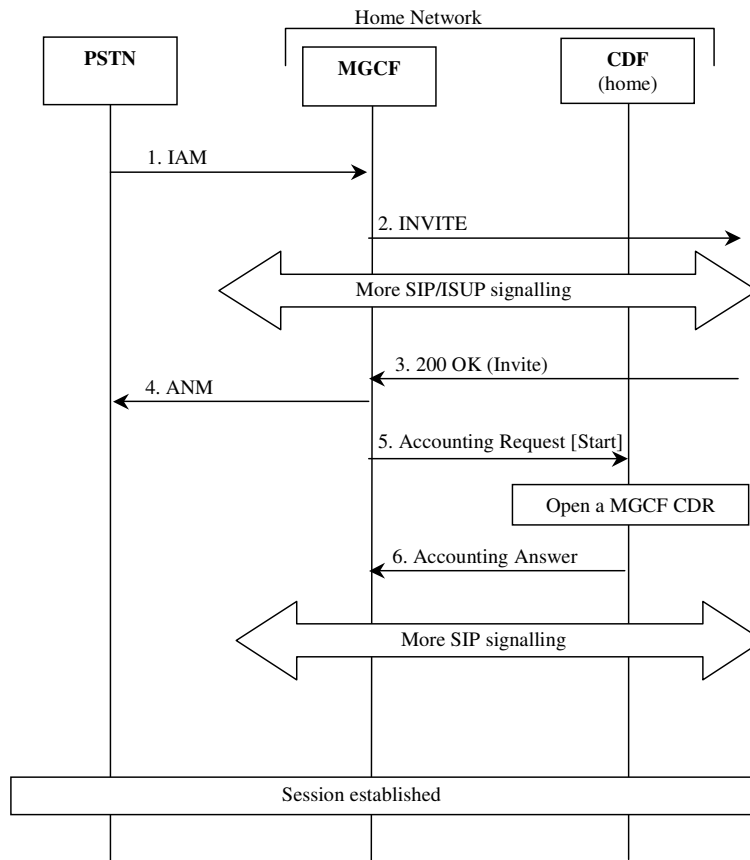 Home Network
PSTN
MGCF
CDF
(home)
1. IAM
2. INVITE
More SIP/ISUP signalling
3. 200 OK (Invite)
4. ANM
5. Accounting Request [Start]
Open a MGCF CDR
6. Accounting Answer
More SIP signalling
Session established